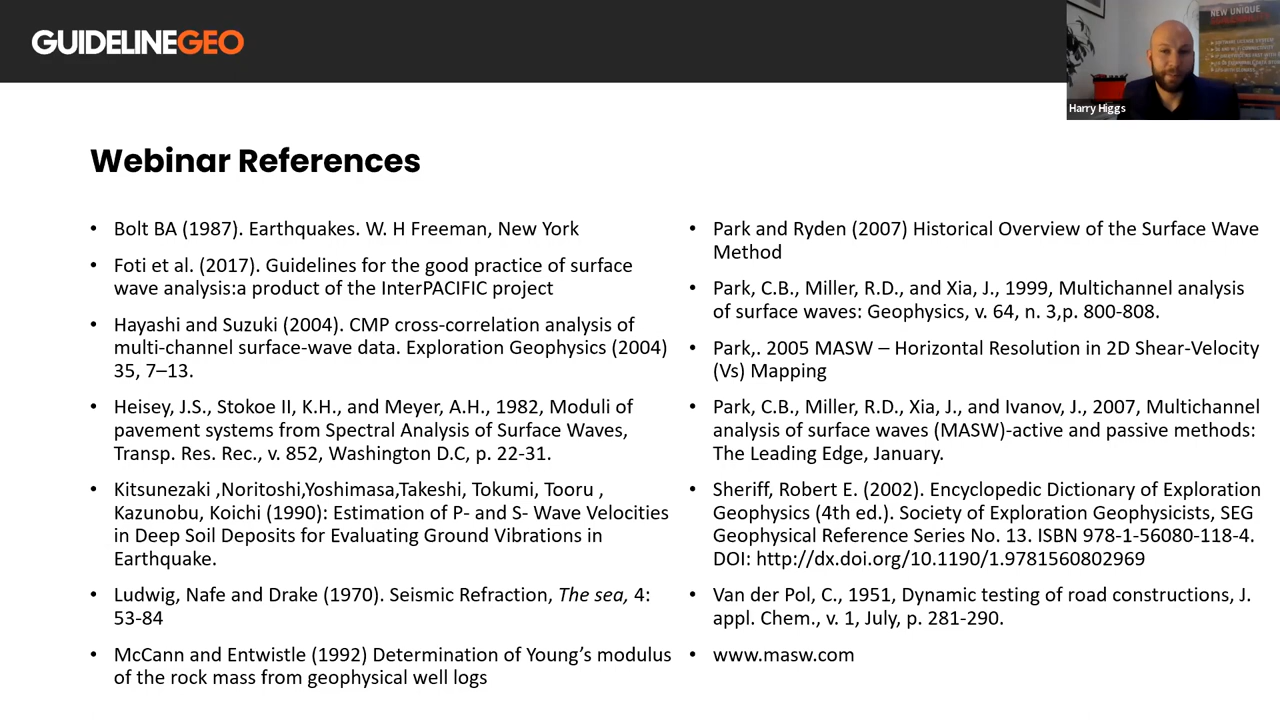 GUIDELINEGEO
NEW UNIQUE
Harry Higgs
Webinar References
• Bolt BA (1987). Earthquakes. W. H Freeman, New York
• Foti et al. (2017). Guidelines for the good practice of surface
wave analysis:a product of the InterPACIFIC project
• Hayashi and Suzuki (2004). CMP cross-correlation analysis of
multi-channel surface-wave data. Exploration Geophysics (2004)
35, 7–13.
• Heisey, J.S., Stokoe II, K.H., and Meyer, A.H., 1982, Moduli of
pavement systems from Spectral Analysis of Surface Waves,
Transp. Res. Rec., v. 852, Washington D.C, p. 22-31.
• Kitsunezaki ,Noritoshi,Yoshimasa,Takeshi, Tokumi, Tooru ,
Kazunobu, Koichi (1990): Estimation of P- and S- Wave Velocities
in Deep Soil Deposits for Evaluating Ground Vibrations in
Earthquake.
• Ludwig, Nafe and Drake (1970). Seismic Refraction, The sea, 4:
53-84
• McCann and Entwistle (1992) Determination of Young’s modulus
of the rock mass from geophysical well logs
• Park and Ryden (2007) Historical Overview of the Surface Wave
Method
• Park, C.B., Miller, R.D., and Xia, J., 1999, Multichannel analysis
of surface waves: Geophysics, v. 64, n. 3,p. 800-808.
• Park,. 2005 MASW – Horizontal Resolution in 2D Shear-Velocity
(Vs) Mapping
• Park, C.B., Miller, R.D., Xia, J., and Ivanov, J., 2007, Multichannel
analysis of surface waves (MASW)-active and passive methods:
The Leading Edge, January.
• Sheriff, Robert E. (2002). Encyclopedic Dictionary of Exploration
Geophysics (4th ed.). Society of Exploration Geophysicists, SEG
Geophysical Reference Series No. 13. ISBN 978-1-56080-118-4.
DOI: http://dx.doi.org/10.1190/1.9781560802969
• Van der Pol, C., 1951, Dynamic testing of road constructions, J.
appl. Chem., v. 1, July, p. 281-290.
• www.masw.com